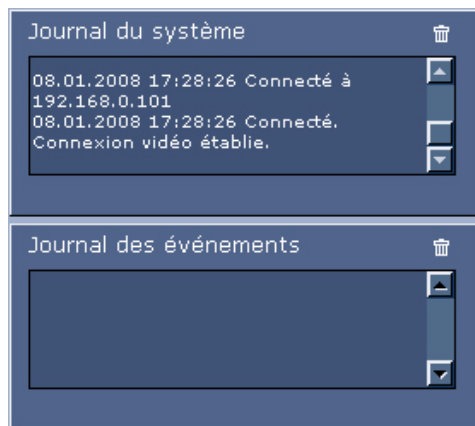 Journal du système
08.01.2008 17:28:26 Connecté à
192.168.0.101
08.01.2008 17:28:26 Connecté.
Connexion vidéo établie.
Journal des événements